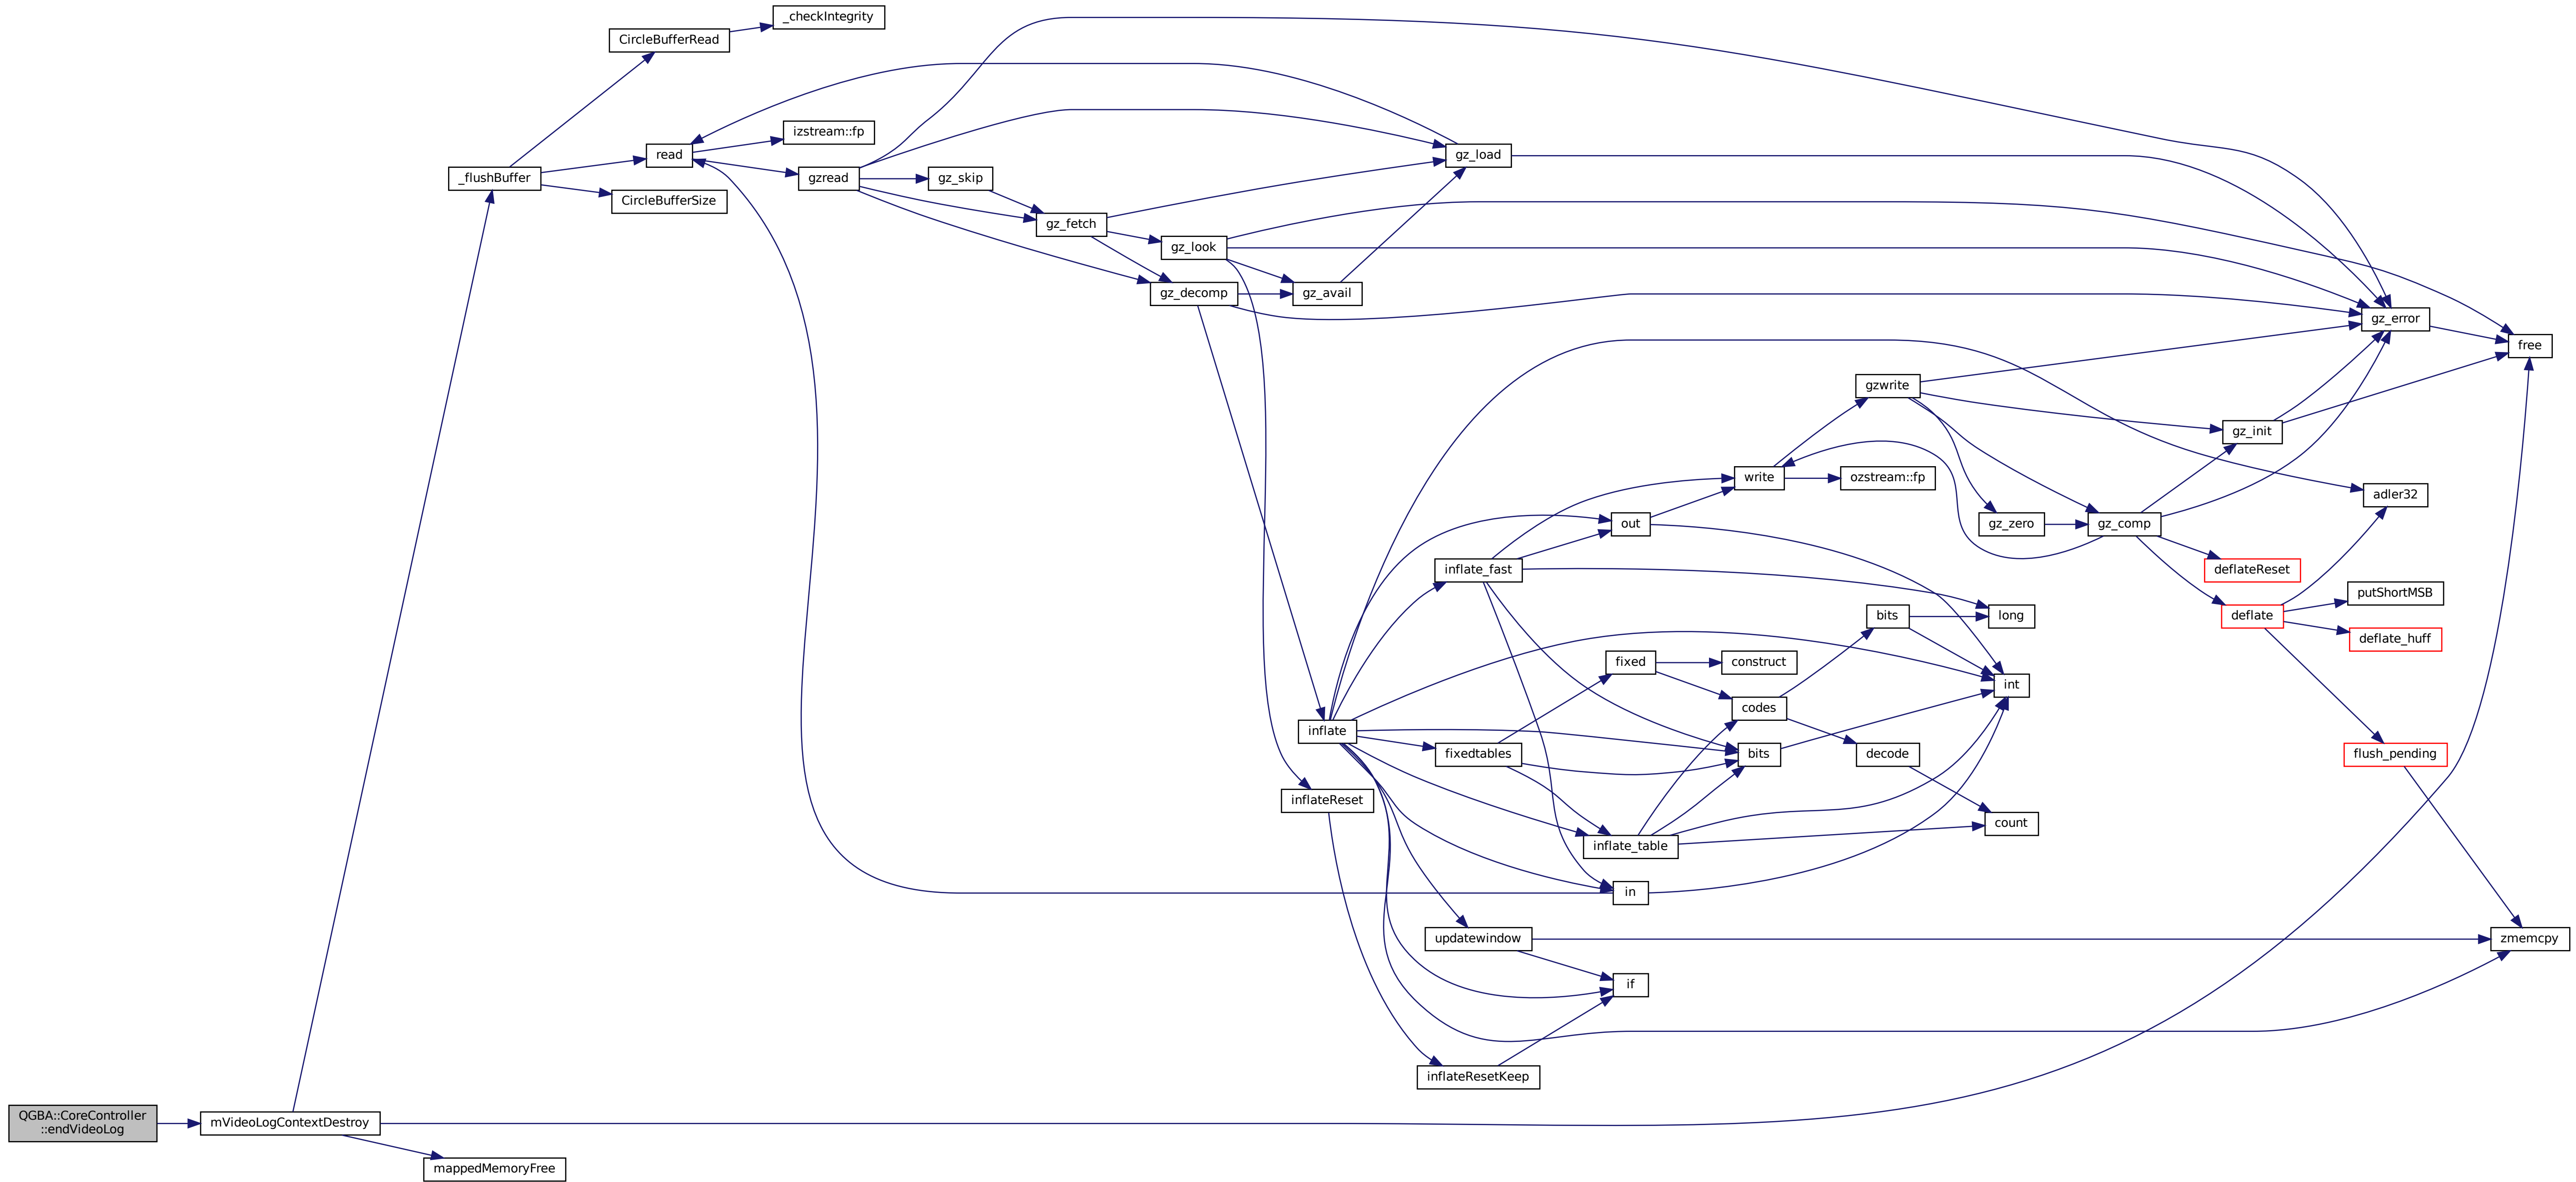 _checkIntegrity
CircleBufferRead
izstream::fp
read
gz_load
_flushBuffer
gzread
gz_skip
CircleBufferSize
gz_fetch
gz_look
gz_decomp
gz_avail
gz_error
free
gzwrite
gz_init
write
ozstream::fp
adler32
out
gz_zero
gz_comp
inflate_fast
deflateReset
putShortMSB
bits
long
deflate
deflate_huff
fixed
construct
int
codes
inflate
fixedtables
bits
decode
flush_pending
inflateReset
count
inflate_table
in
updatewindow
zmemcpy
if
inflateResetKeep
QGBA::CoreController
::endVideoLog
mVideoLogContextDestroy
mappedMemoryFree